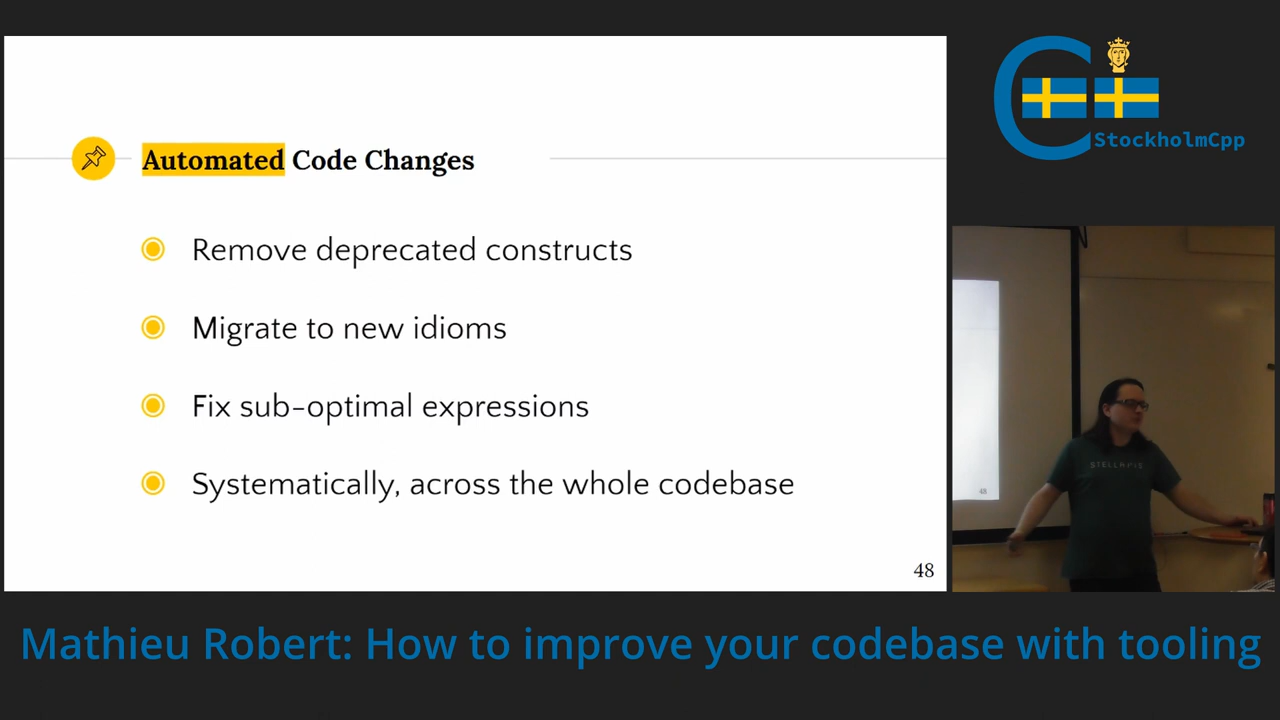 Automated Code Changes
Remove deprecated constructs
Migrate to new idioms
Fix sub-optimal expressions
Systematically, across the whole codebase
48
StockholmCpp
48
Mathieu Robert: How to improve your codebase with tooling